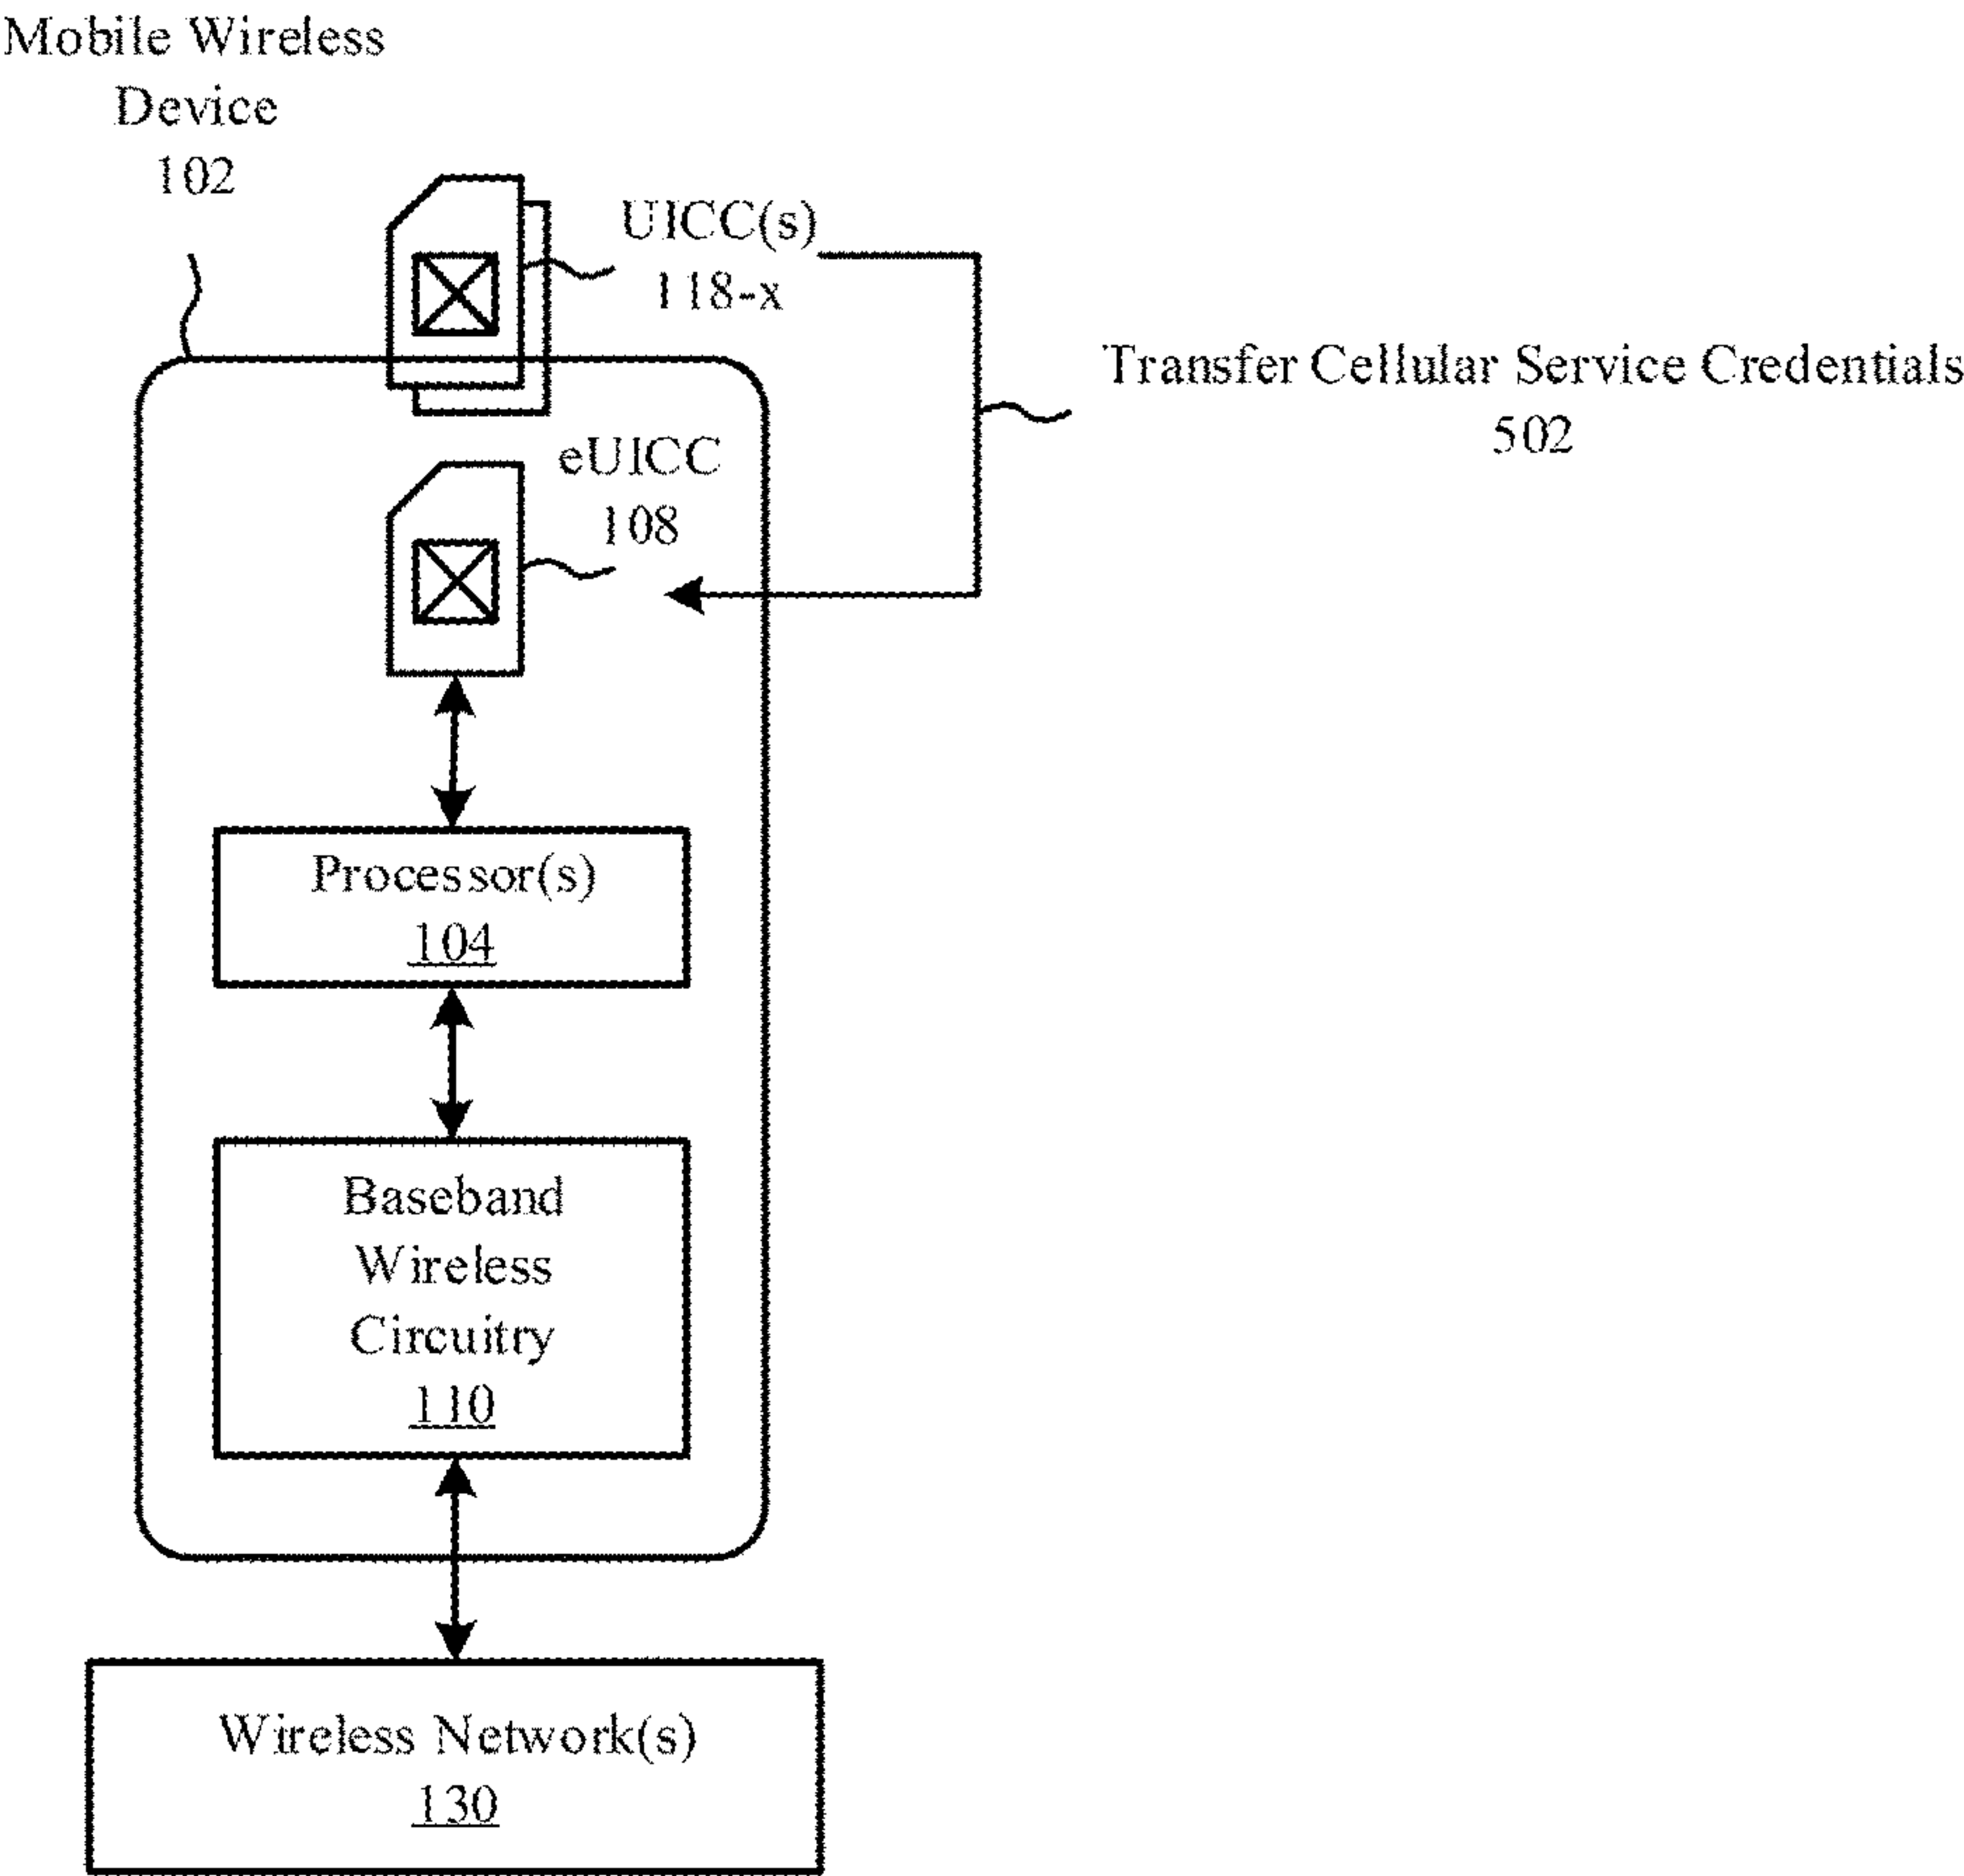 Mobile Wireless
Device
102
UICC(s)
118-x
Transfer Cellular Service Credentials
502
eUICC
108
Processor(s)
104
Baseband
Wireless
Circuitry
110
Wireless Network(s)
130